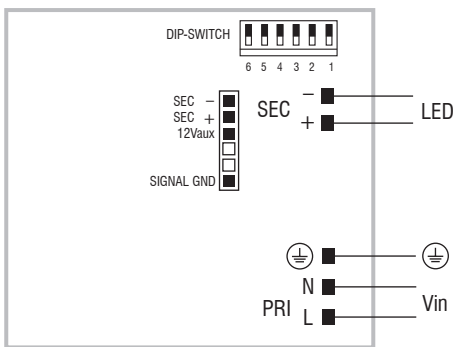 DIP-SWITCH
6 5 4 3 2 1
SEC −
SEC +
12Vaux
SIGNAL GND
SEC
−
+
LED
PRI
N
L
Vin